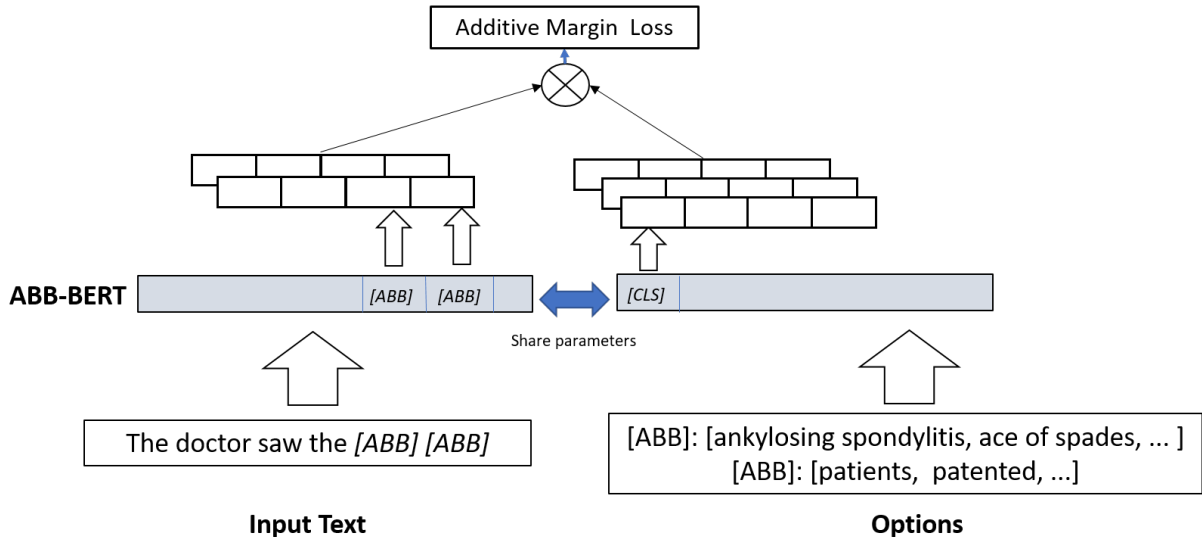 Additive Margin Loss
ABB-BERT
[ABB] [ABB]
[CLS]
Share parameters
The doctor saw the [ABB] [ABB]
[ABB]: [ankylosing spondylitis, ace of spades, ... ]
[ABB]: [patients, patented, ...]
Input Text
Options